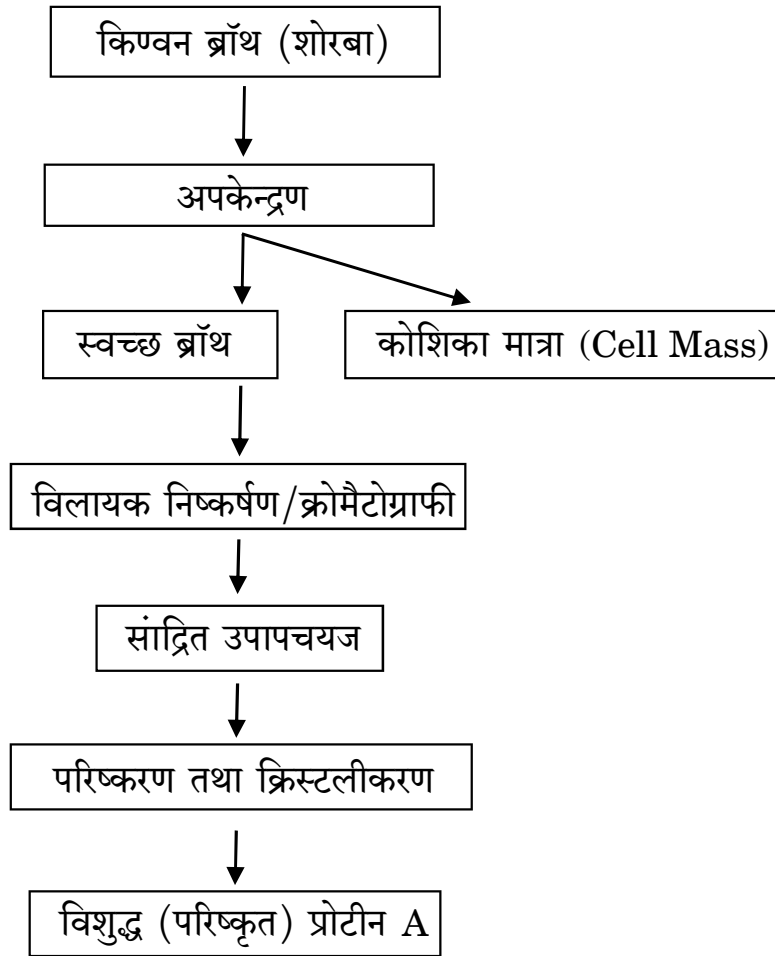 किण्वन ब्रॉथ (शोरबा)
अपकेन्द्रण
स्वच्छ ब्रॉथ
कोशिका मात्रा (Cell Mass)
विलायक निष्कर्षण/क्रोमैटोग्राफी
सांद्रित उपापचयज
परिष्करण तथा क्रिस्टलीकरण
विशुद्ध (परिष्कृत) प्रोटीन A